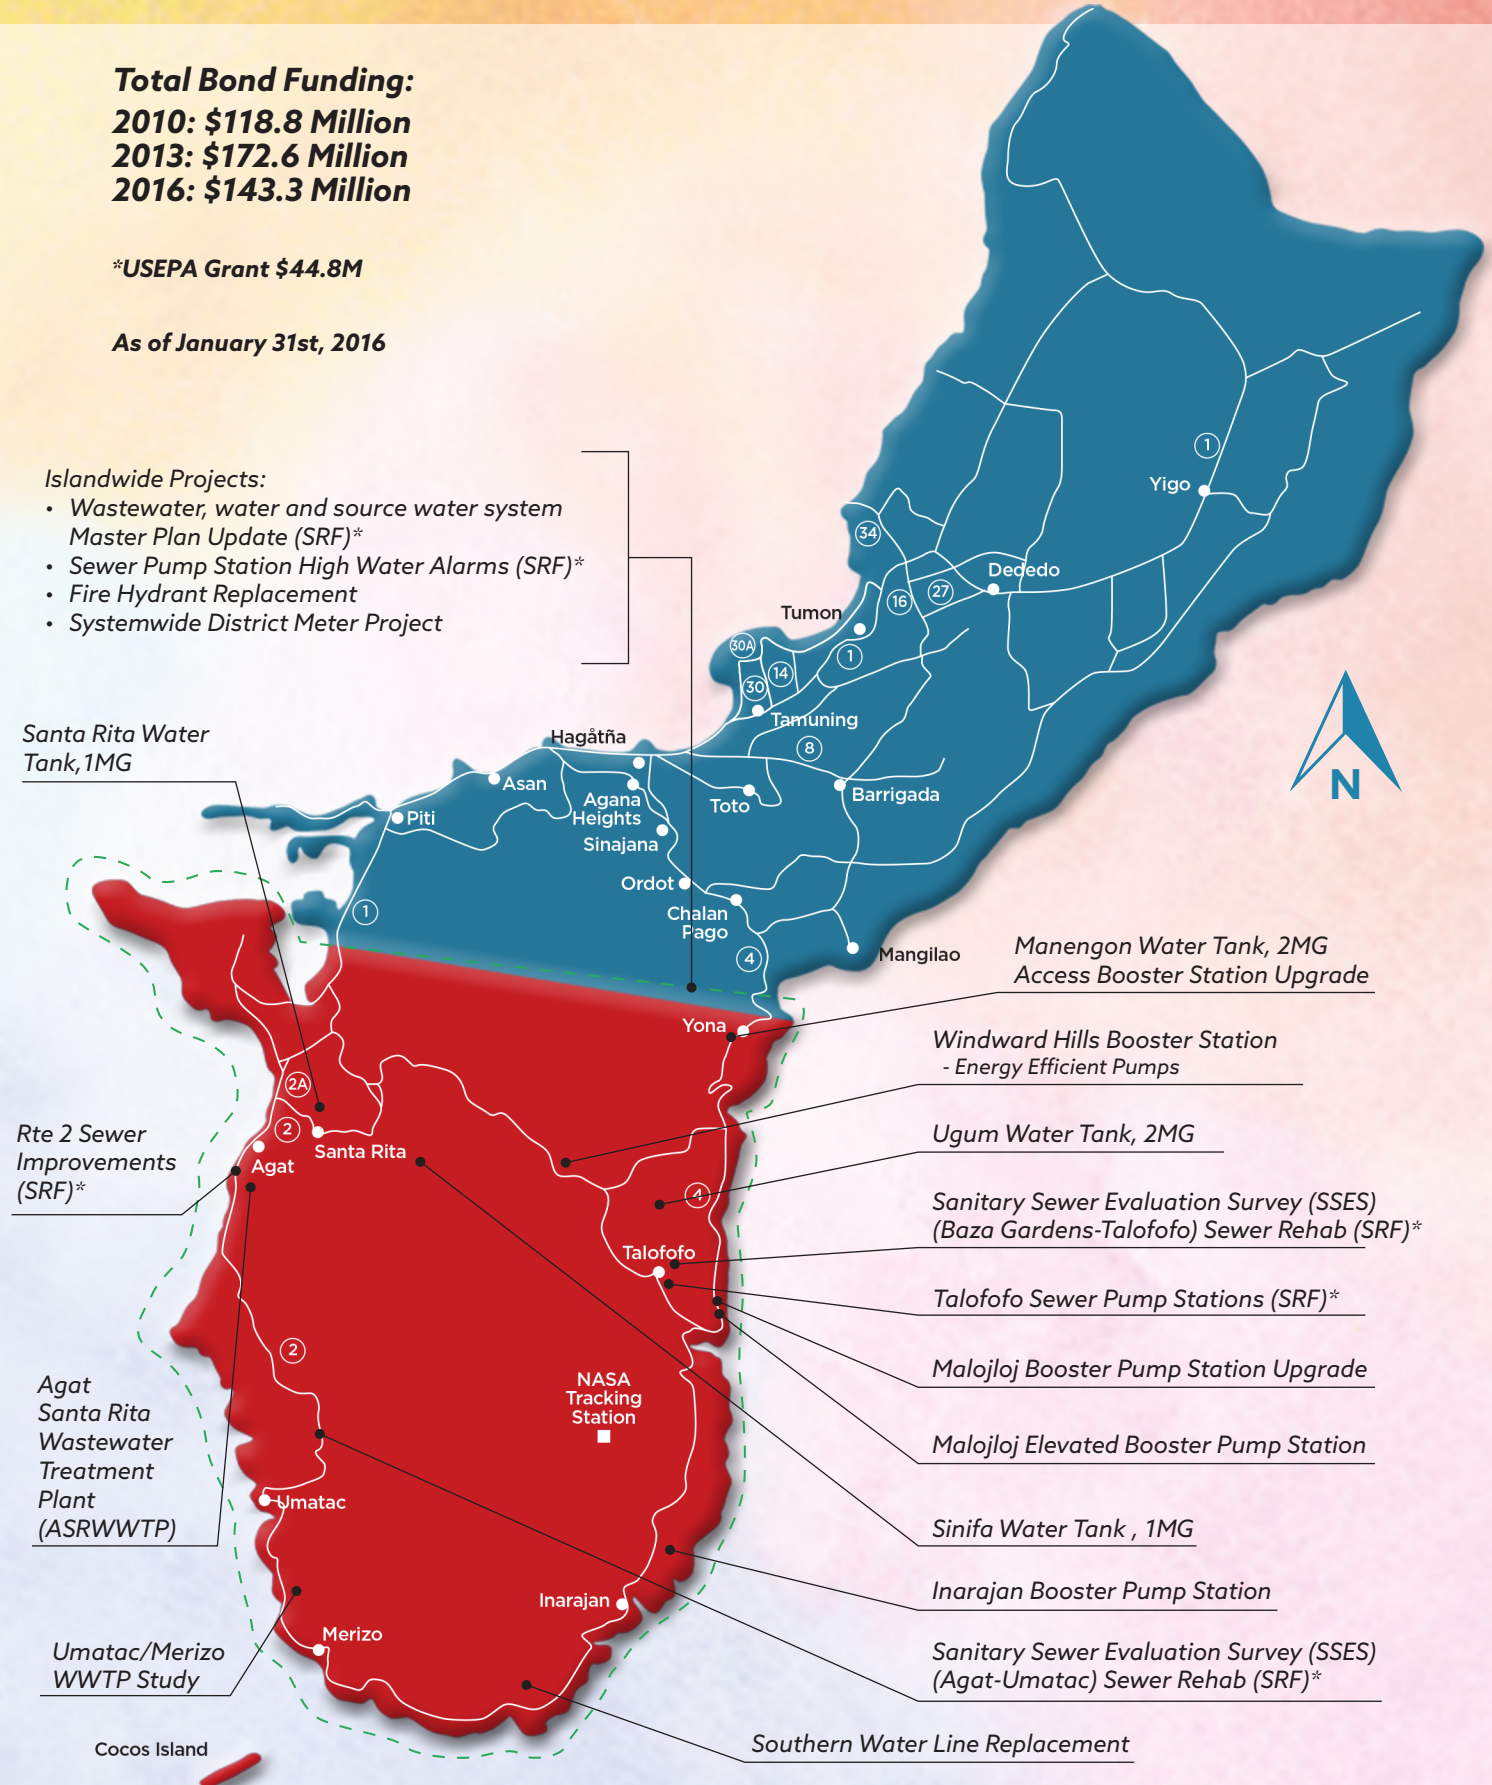 Total Bond Funding:
2010: $118.8 Million
2013: $172.6 Million
2016: $143.3 Million
*USEPA Grant $44.8M
As of January 31st, 2016
Islandwide Projects:
• Wastewater, water and source water system
Master Plan Update (SRF)*
• Sewer Pump Station High Water Alarms (SRF)*
• Fire Hydrant Replacement
• Systemwide District Meter Project
1
Yigo
34
Dededo
27
16
Tumon
30A
1
14
30
Tamuning
8
Hagåtña
Asan
Agana
Heights
Toto
Barrigada
Piti
Sinajana
Ordot
Chalan
Pago
1
4
Mangilao
N
Santa Rita Water
Tank,1MG
Manengon Water Tank, 2MG
Access Booster Station Upgrade
Yona
Windward Hills Booster Station
- Energy Efficient Pumps
2A
2
Santa Rita
Agat
Rte 2 Sewer
Improvements
(SRF)*
Ugum Water Tank, 2MG
4
Sanitary Sewer Evaluation Survey (SSES)
(Baza Gardens-Talofofo) Sewer Rehab (SRF)*
Talofofo
Talofofo Sewer Pump Stations (SRF)*
2
Malojloj Booster Pump Station Upgrade
NASA
Tracking
Station
Agat
Santa Rita
Wastewater
Treatment
Plant
(ASRWWTP)
Malojloj Elevated Booster Pump Station
Umatac
Sinifa Water Tank , 1MG
Inarajan
Inarajan Booster Pump Station
Merizo
Umatac/Merizo
WWTP Study
Sanitary Sewer Evaluation Survey (SSES)
(Agat-Umatac) Sewer Rehab (SRF)*
Cocos Island
Southern Water Line Replacement